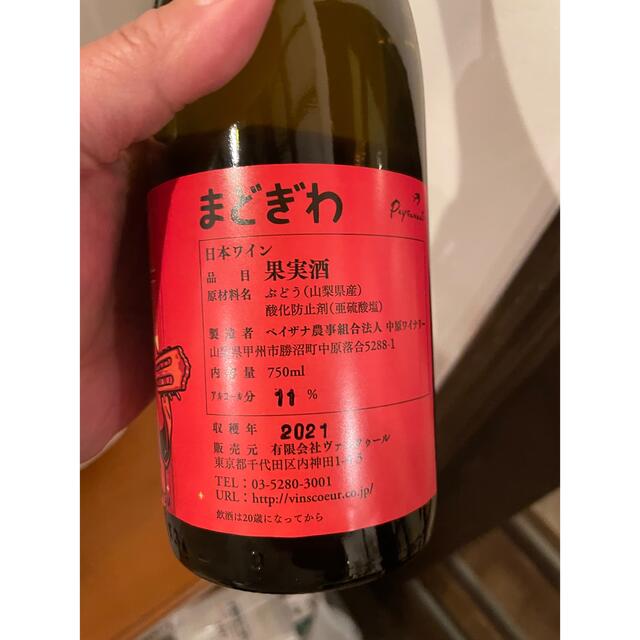 まどぎわ
日本ワイン
品目 果実酒
原材料名 ぶどう(山梨県産)
酸化防止剤(亜硫酸塩)
製造者 ペイザナ農事組合法人 中原ワイナリー
山梨県甲州市勝沼町中原落合5288-1
内容量 750ml
アルコール分 11 %
収穫年 2021
販売元 有限会社ヴァンクゥール
東京都千代田区内神田
TEL：03-5280-3001
URL：http://vinscoeur.co.jp/
飲酒は20歳になってから